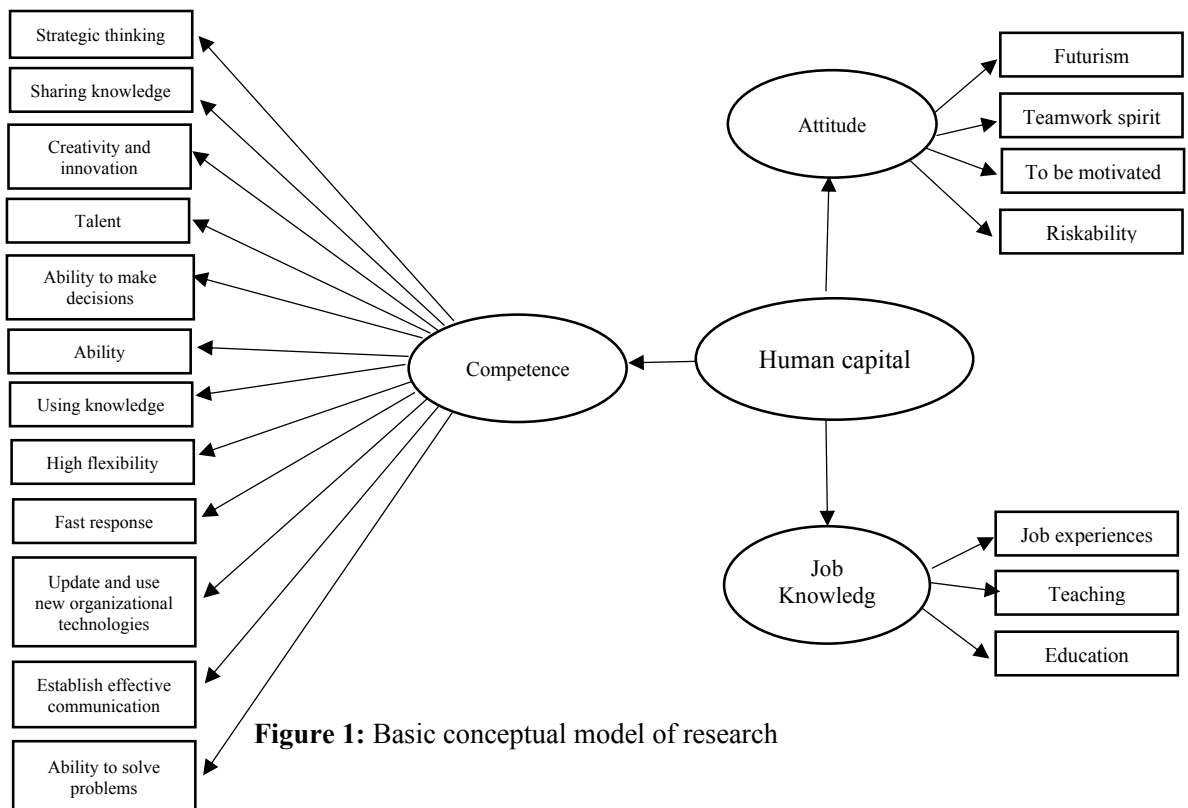 Strategic thinking
Sharing knowledge
Creativity and
innovation
Talent
Ability to make
decisions
Ability
Using knowledge
High flexibility
Fast response
Update and use
new organizational
technologies
Establish effective
communication
Ability to solve
problems
Competence
Human capital
Attitude
Futurism
Teamwork spirit
To be motivated
Riskability
Job
Knowledg
Job experiences
Teaching
Education
Figure 1: Basic conceptual model of research